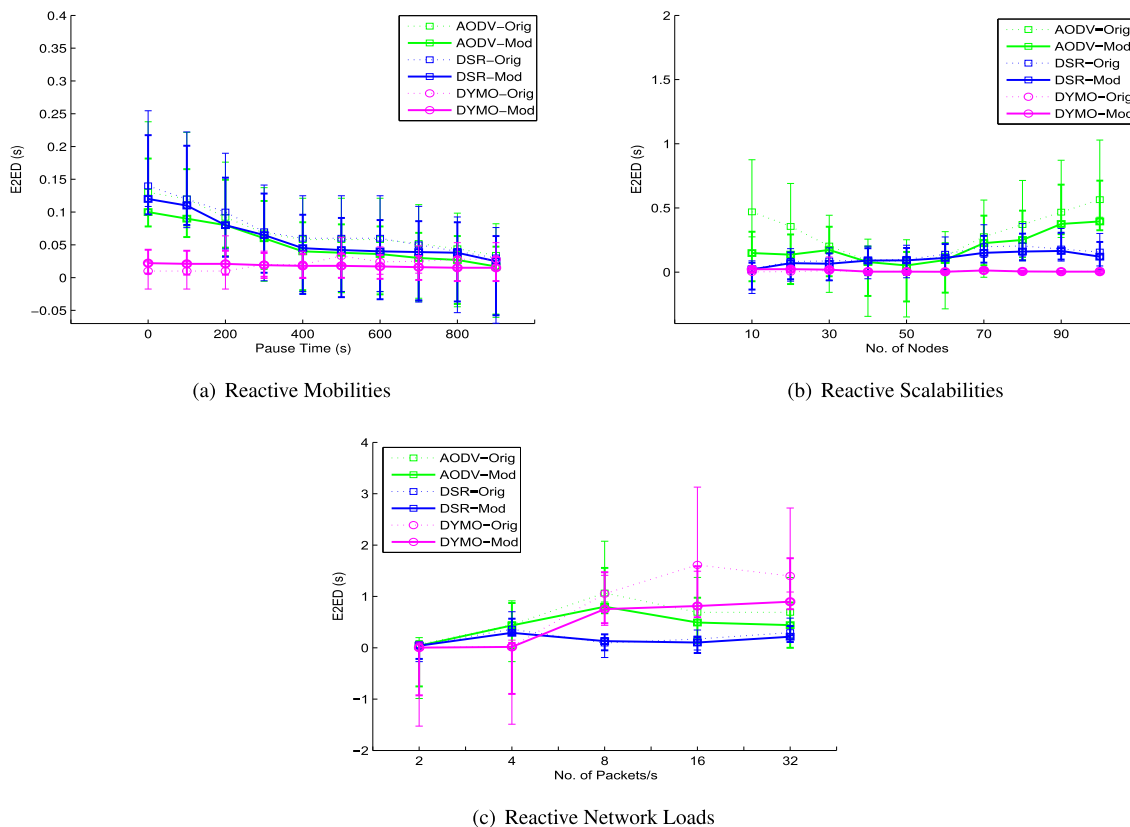 0.4
0.35
0.3
0.25
0.2
0.15
0.1
0.05
0
−0.05
E2ED (s)
0
200
400
600
800
Pause Time (s)
AODV−Orig
AODV−Mod
DSR−Orig
DSR−Mod
DYMO−Orig
DYMO−Mod
(a) Reactive Mobilities
2
1
0.5
0
E2ED (s)
10
30
50
70
90
No. of Nodes
AODV−Orig
AODV−Mod
DSR−Orig
DSR−Mod
DYMO−Orig
DYMO−Mod
(b) Reactive Scalabilities
4
3
2
1
0
−1
−2
E2ED (s)
2
4
8
16
32
No. of Packets/s
AODV−Orig
AODV−Mod
DSR−Orig
DSR−Mod
DYMO−Orig
DYMO−Mod
(c) Reactive Network Loads